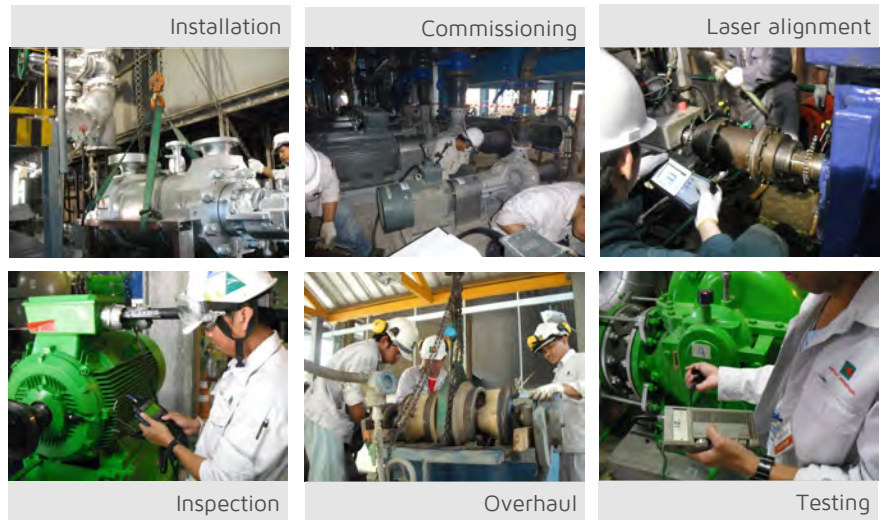 Installation
Commissioning
Laser alignment
Inspection
Overhaul
Testing